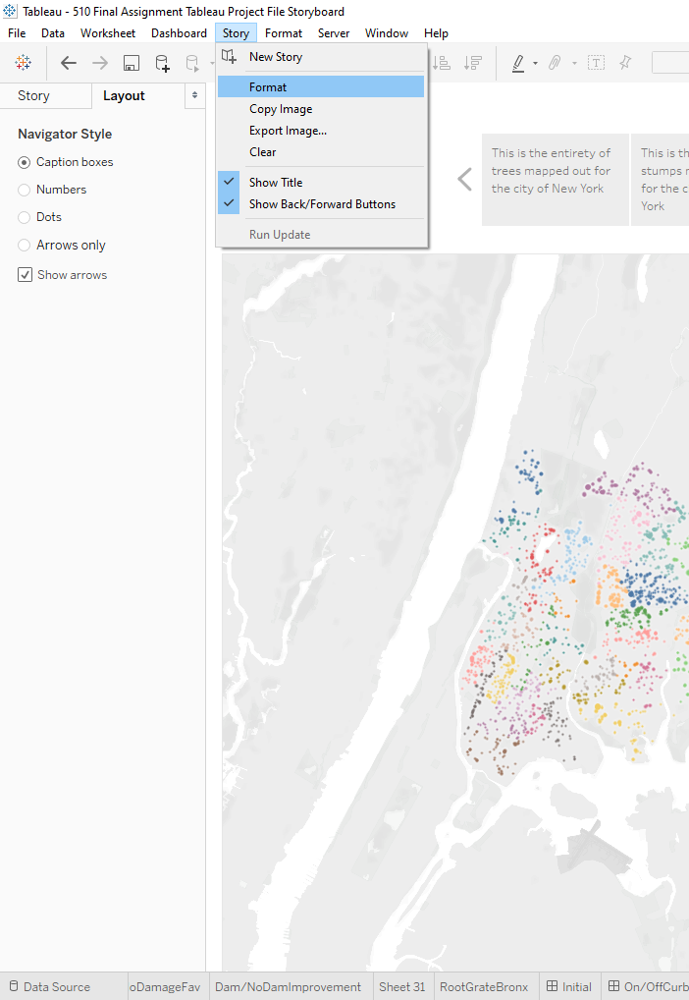 Tableau - 510 Final Assignment Tableau Project File Storyboard
File Data Worksheet Dashboard Story Format Server Window Help
New Story
Format
Copy Image
Export Image...
Clear
Show Title
Show Back/Forward Buttons
Run Update
Story Layout
Navigator Style
Caption boxes
Numbers
Dots
Arrows only
Show arrows
This is the entirety of
trees mapped out for
the city of New York
This is th
stumps
for the c
York
Data Source oDamageFav Dam/NoDamImprovement Sheet 31 RootGrateBronx Initial On/OffCurb